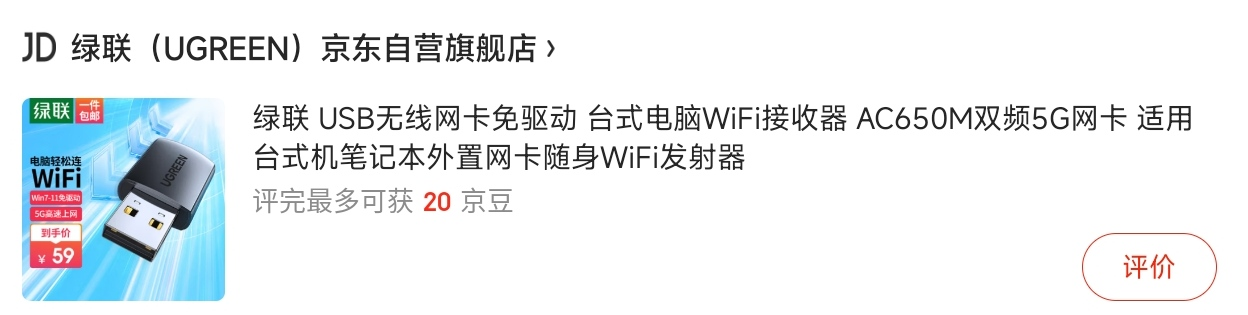 JD 绿联（UGREEN）京东自营旗舰店 ›
绿联 一件包邮
电脑轻松连
WiFi
Win7-11免驱动
5G高速上网
到手价
¥ 59
UGREEN
绿联 USB无线网卡免驱动 台式电脑WiFi接收器 AC650M双频5G网卡 适用
台式机笔记本外置网卡随身WiFi发射器
评完最多可获 20 京豆
评价